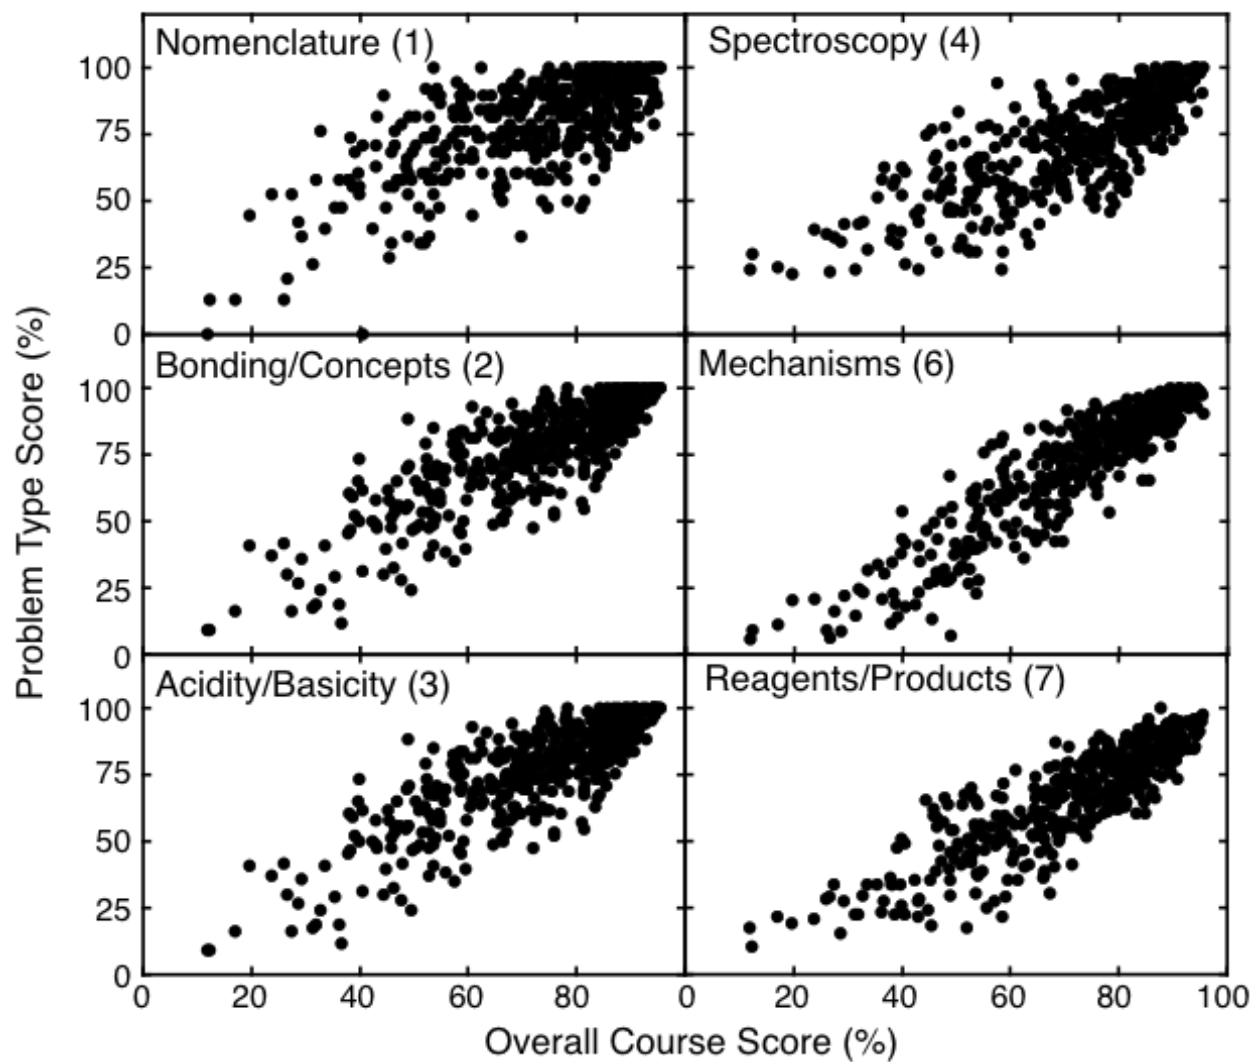 Nomenclature (1)
Spectroscopy (4)
100
75
50
25
0
Bonding/Concepts (2)
Mechanisms (6)
100
75
50
25
0
Acidity/Basicity (3)
Reagents/Products (7)
100
75
50
25
0
0 20 40 60 80 0 20 40 60 80 100
Problem Type Score (%)
Overall Course Score (%)